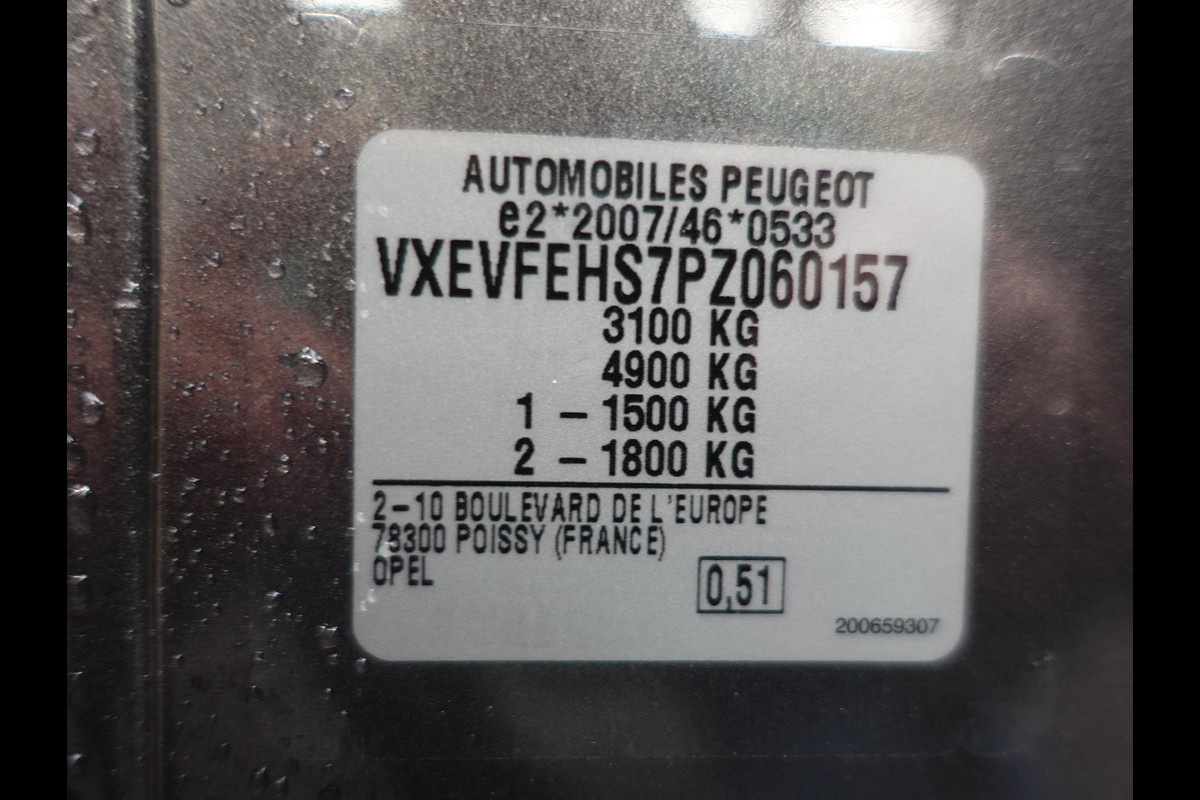 AUTOMOBILES PEUGEOT
e2*2007/46*0533
VXEVFEHS7PZ060157
3100 KG
4900 KG
1 – 1500 KG
2 – 1800 KG
2–10 BOULEVARD DE L'EUROPE
78300 POISSY (FRANCE)
OPEL
0,51
200659307